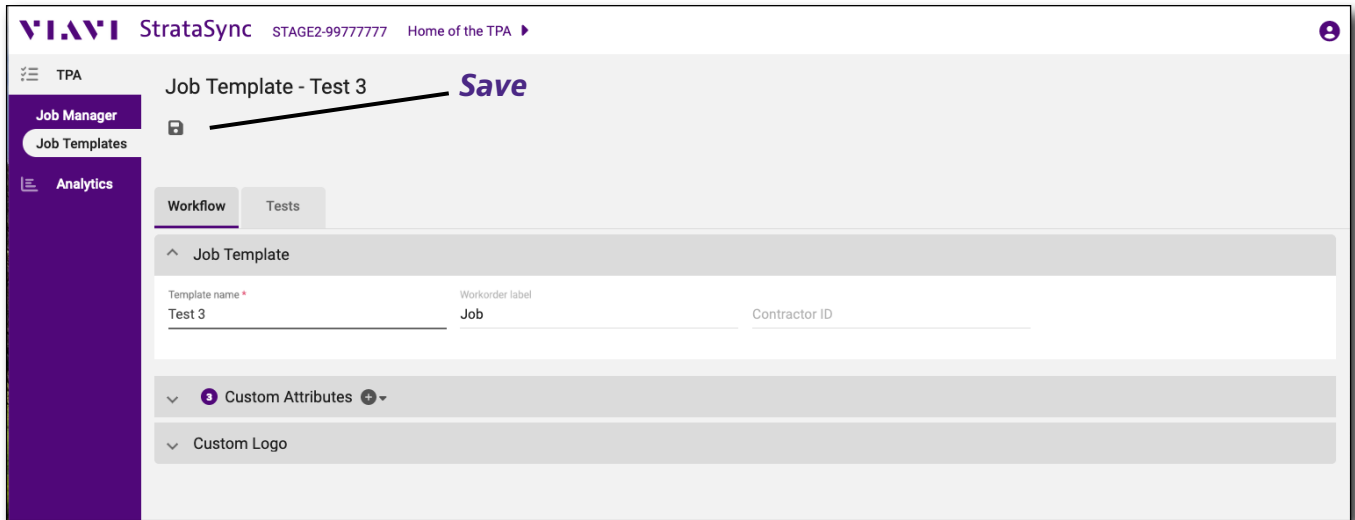 VIAVI StrataSync STAGE2-99777777 Home of the TPA
TPA
Job Manager
Job Templates
Analytics
Job Template - Test 3
Save
Workflow Tests
Job Template
Template name * Workorder label
Test 3 Job Contractor ID
3 Custom Attributes
Custom Logo